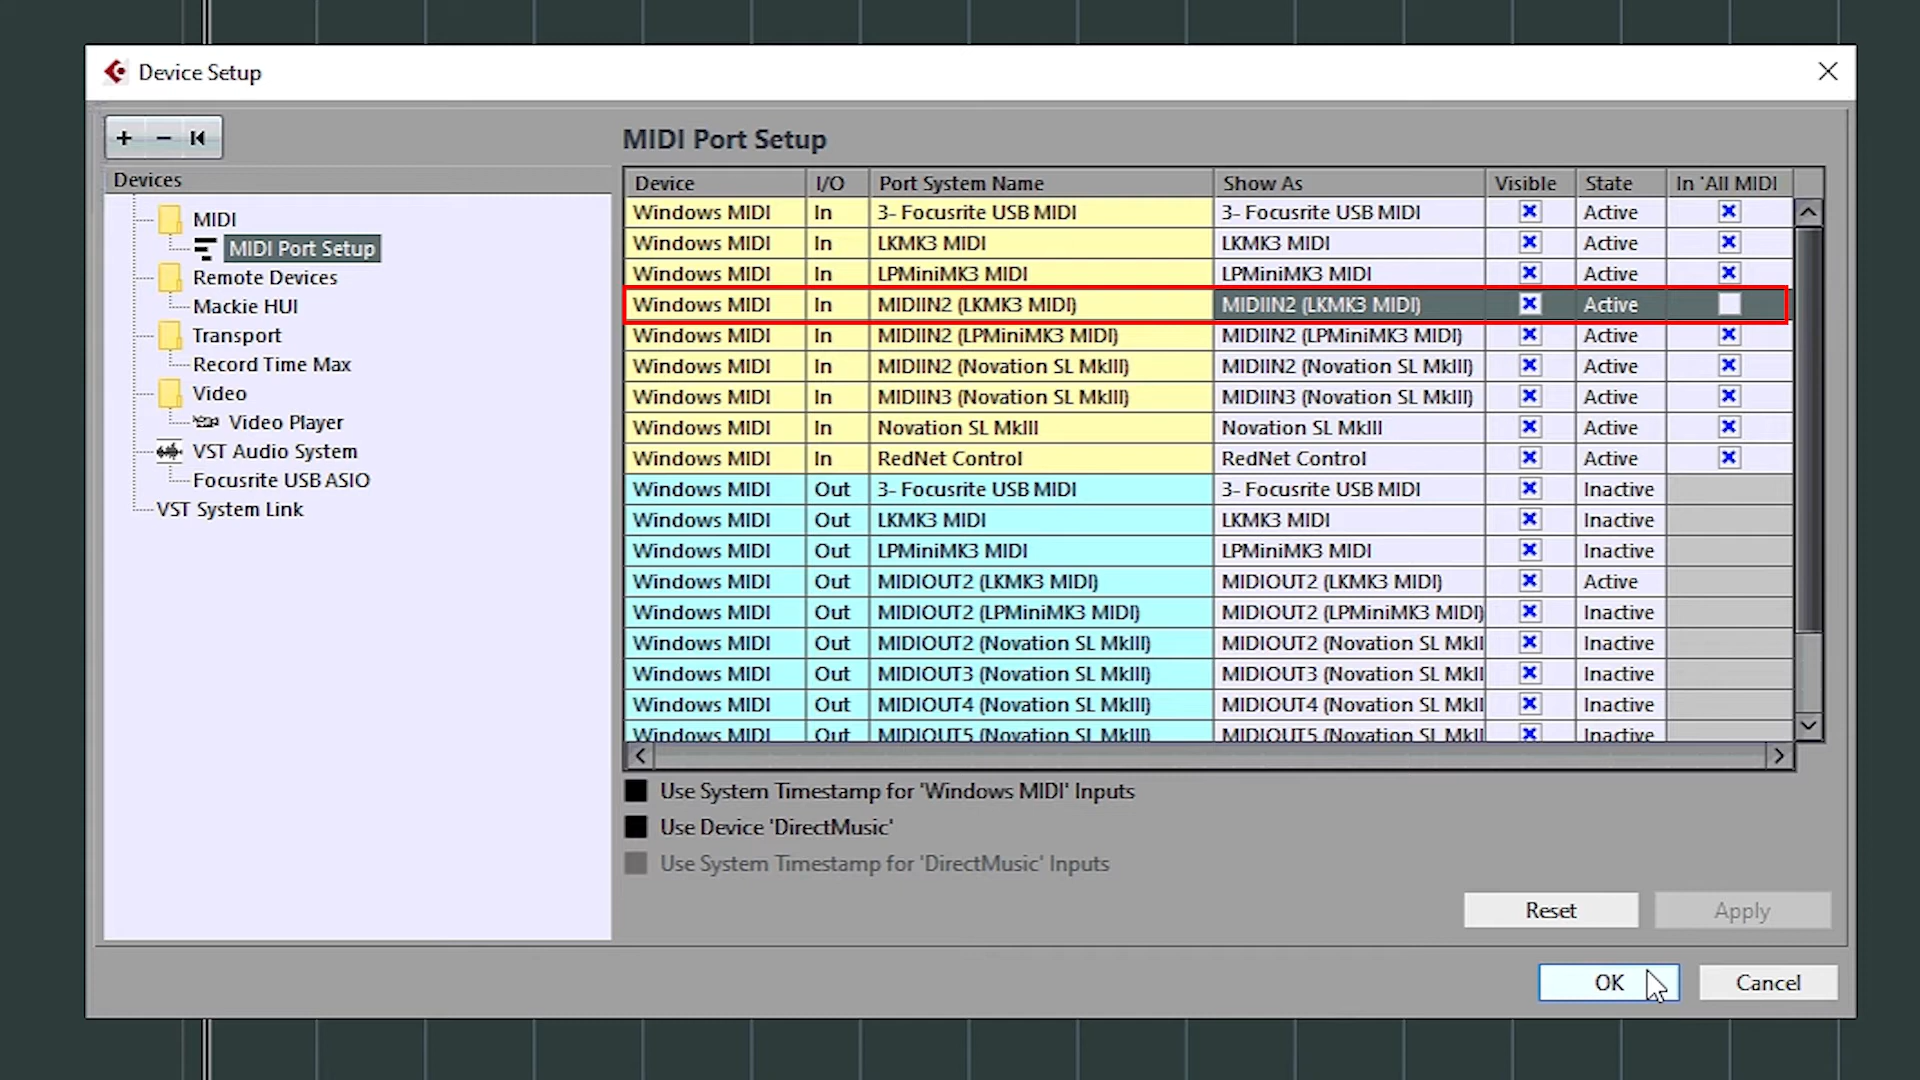 Device Setup
+ −
Devices
MIDI
MIDI Port Setup
Remote Devices
Mackie HUI
Transport
Record Time Max
Video
Video Player
VST Audio System
Focusrite USB ASIO
VST System Link
MIDI Port Setup
Device I/O Port System Name Show As Visible State In 'All MIDI
Windows MIDI In 3- Focusrite USB MIDI 3- Focusrite USB MIDI Active
Windows MIDI In LKMK3 MIDI LKMK3 MIDI Active
Windows MIDI In LPMiniMK3 MIDI LPMiniMK3 MIDI Active
Windows MIDI In MIDIIN2 (LKMK3 MIDI) MIDIIN2 (LKMK3 MIDI) Active
Windows MIDI In MIDIIN2 (LPMiniMK3 MIDI) MIDIIN2 (LPMiniMK3 MIDI) Active
Windows MIDI In MIDIIN2 (Novation SL MkIII) MIDIIN2 (Novation SL MkIII) Active
Windows MIDI In MIDIIN3 (Novation SL MkIII) MIDIIN3 (Novation SL MkIII) Active
Windows MIDI In Novation SL MkIII Novation SL MkIII Active
Windows MIDI In RedNet Control RedNet Control Active
Windows MIDI Out 3- Focusrite USB MIDI 3- Focusrite USB MIDI Inactive
Windows MIDI Out LKMK3 MIDI LKMK3 MIDI Inactive
Windows MIDI Out LPMiniMK3 MIDI LPMiniMK3 MIDI Inactive
Windows MIDI Out MIDIOUT2 (LKMK3 MIDI) MIDIOUT2 (LKMK3 MIDI) Active
Windows MIDI Out MIDIOUT2 (LPMiniMK3 MIDI) MIDIOUT2 (LPMiniMK3 MIDI) Inactive
Windows MIDI Out MIDIOUT2 (Novation SL MkIII) MIDIOUT2 (Novation SL MkII Inactive
Windows MIDI Out MIDIOUT3 (Novation SL MkIII) MIDIOUT3 (Novation SL MkII Inactive
Windows MIDI Out MIDIOUT4 (Novation SL MkIII) MIDIOUT4 (Novation SL MkII Inactive
Windows MIDI Out MIDIOUT5 (Novation SL MkIII) MIDIOUT5 (Novation SL MkII Inactive
Use System Timestamp for 'Windows MIDI' Inputs
Use Device 'DirectMusic'
Use System Timestamp for 'DirectMusic' Inputs
Reset Apply
OK Cancel